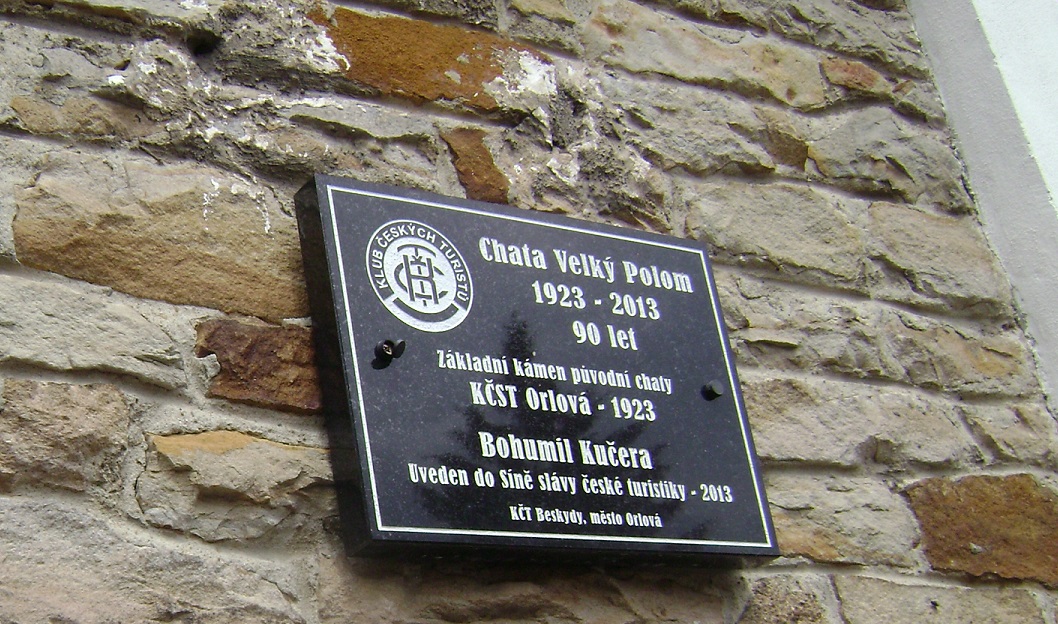 KLUB ČESKÝCH TURISTŮ
Chata Velký Polom
1923 - 2013
90 let
Základní kámen původní chaty
KČST Orlová - 1923
Bohumil Kučera
Uveden do Síně slávy české turistiky - 2013
KČT Beskydy, město Orlová